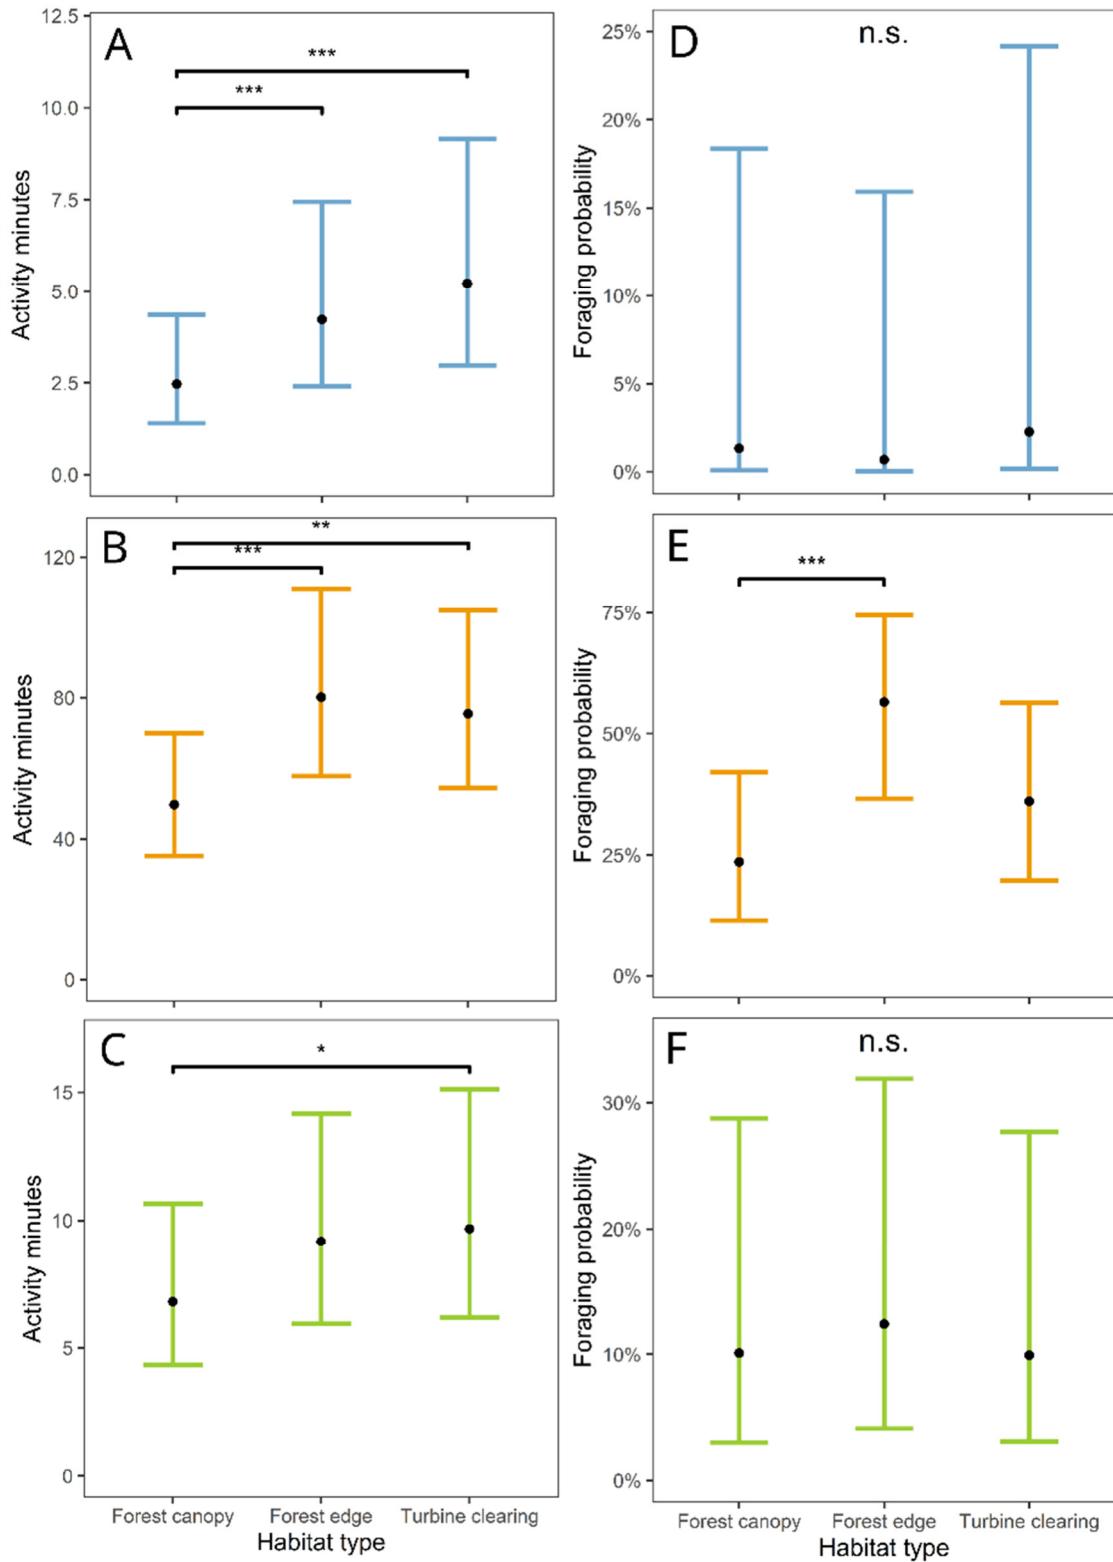 A
Activity minutes
12.5
10.0
7.5
5.0
2.5
0.0
***
***
D
n.s.
Foraging probability
25%
20%
15%
10%
5%
0%
B
Activity minutes
120
80
40
0
**
***
E
Foraging probability
75%
50%
25%
0%
***
C
Activity minutes
15
10
5
0
*
Forest canopy Forest edge Turbine clearing
Habitat type
F
n.s.
Foraging probability
30%
20%
10%
0%
Forest canopy Forest edge Turbine clearing
Habitat type